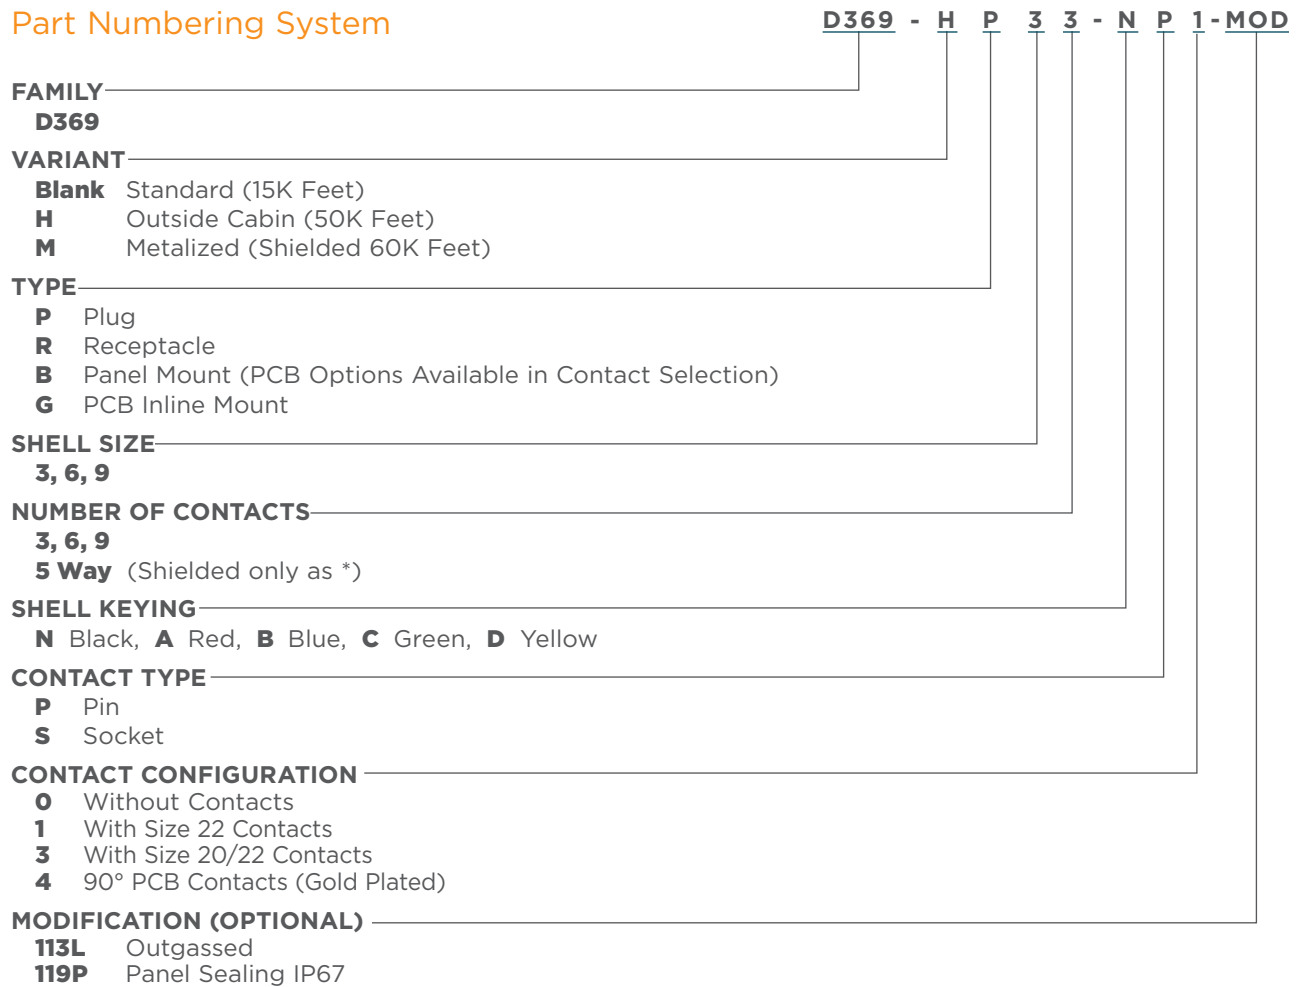 Part Numbering System
D369 - H P 3 3 - N P 1 - MOD
FAMILY
D369
VARIANT
Blank Standard (15K Feet)
H Outside Cabin (50K Feet)
M Metalized (Shielded 60K Feet)
TYPE
P Plug
R Receptacle
B Panel Mount (PCB Options Available in Contact Selection)
G PCB Inline Mount
SHELL SIZE
3, 6, 9
NUMBER OF CONTACTS
3, 6, 9
5 Way (Shielded only as *)
SHELL KEYING
N Black, A Red, B Blue, C Green, D Yellow
CONTACT TYPE
P Pin
S Socket
CONTACT CONFIGURATION
0 Without Contacts
1 With Size 22 Contacts
3 With Size 20/22 Contacts
4 90° PCB Contacts (Gold Plated)
MODIFICATION (OPTIONAL)
113L Outgassed
119P Panel Sealing IP67